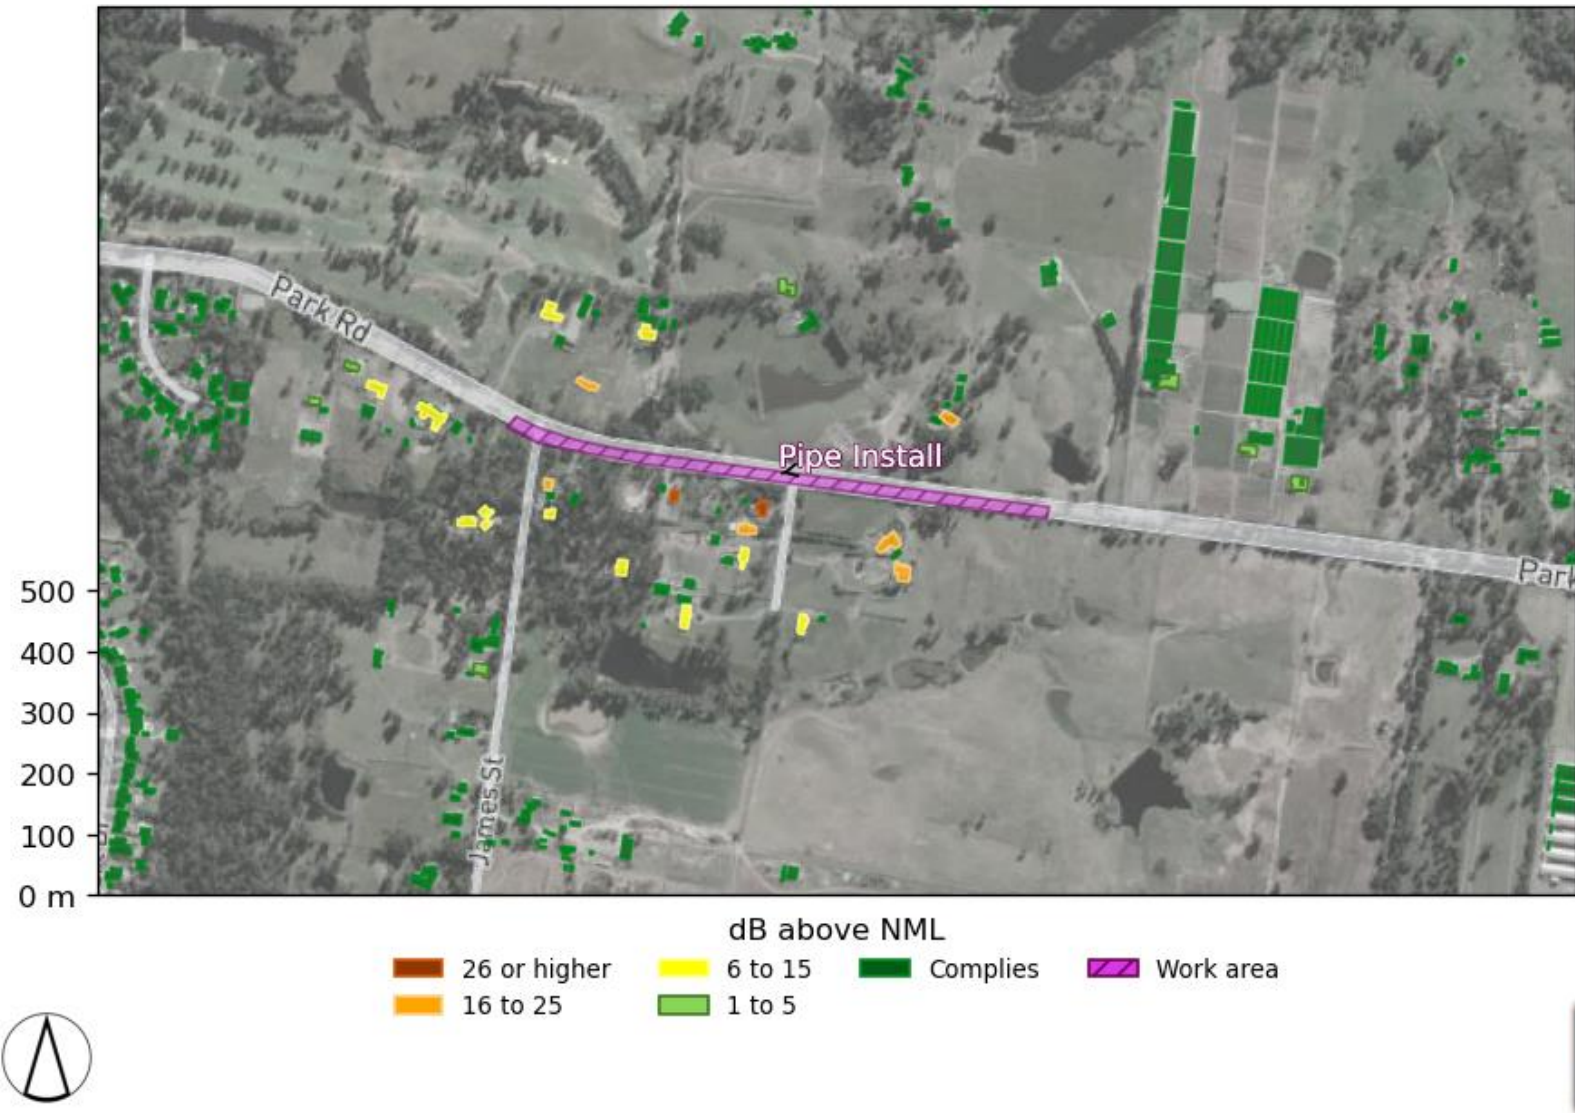 Park Rd
Pipe Install
Park
500
400
300
200
100
0 m
James St
dB above NML
26 or higher
6 to 15
Complies
Work area
16 to 25
1 to 5